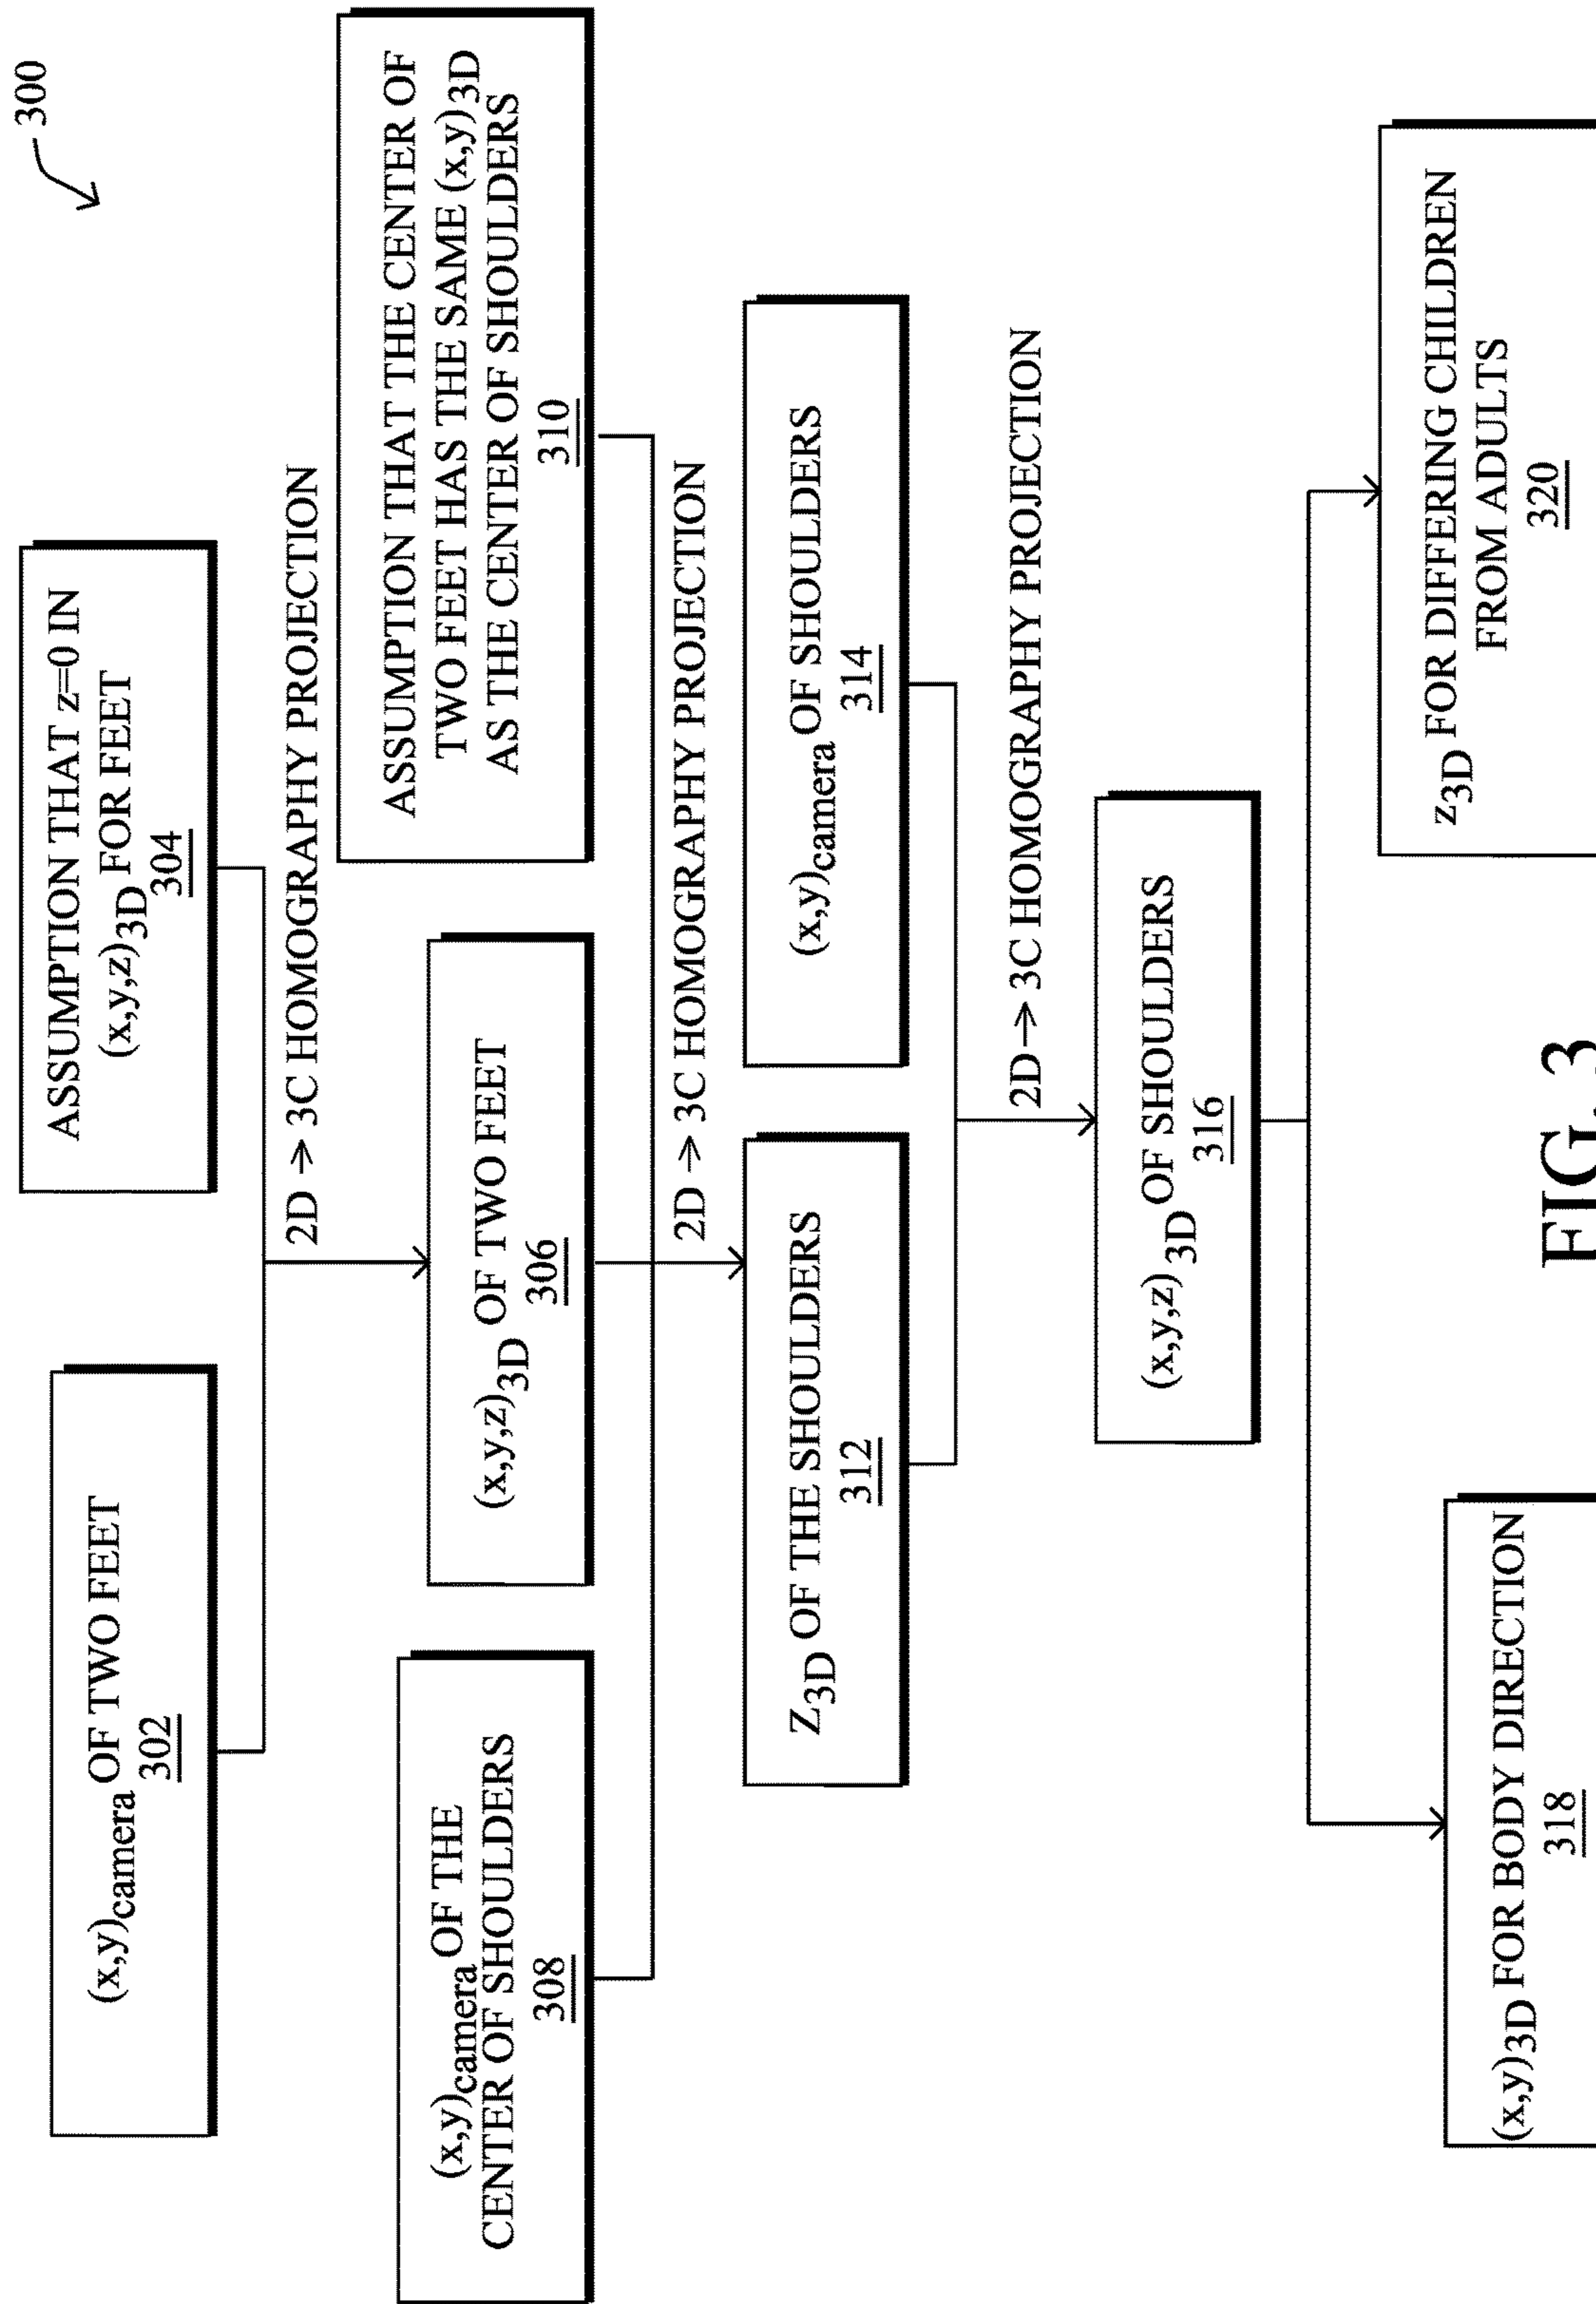 300
(x,y)camera OF TWO FEET
302
ASSUMPTION THAT z=0 IN
(x,y,z)3D FOR FEET
304
2D → 3C HOMOGRAPHY PROJECTION
(x,y)camera OF THE
CENTER OF SHOULDERS
308
(x,y,z)3D OF TWO FEET
306
ASSUMPTION THAT THE CENTER OF
TWO FEET HAS THE SAME (x,y)3D
AS THE CENTER OF SHOULDERS
310
2D → 3C HOMOGRAPHY PROJECTION
Z3D OF THE SHOULDERS
312
(x,y)camera OF SHOULDERS
314
2D → 3C HOMOGRAPHY PROJECTION
(x,y,z)3D OF SHOULDERS
316
(x,y)3D FOR BODY DIRECTION
318
z3D FOR DIFFERING CHILDREN
FROM ADULTS
320
FIG. 3